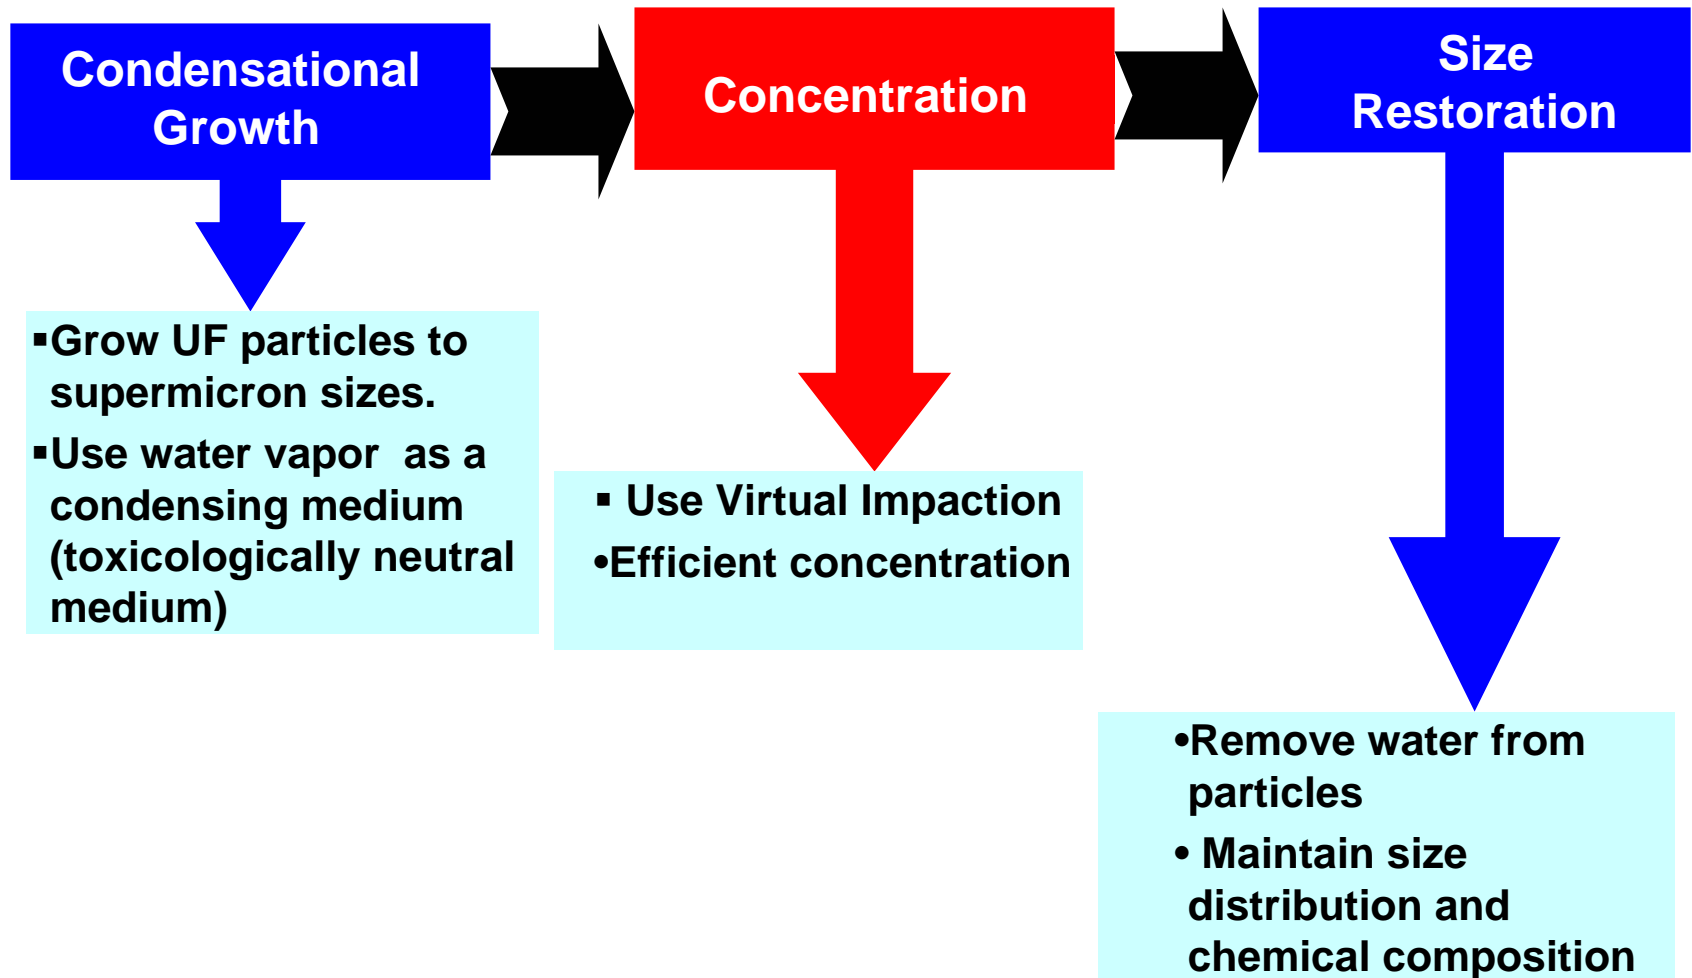 Condensational
Growth
Concentration
Size
Restoration
▪Grow UF particles to
supermicron sizes.
▪Use water vapor  as a
condensing medium
(toxicologically neutral
medium)
▪ Use Virtual Impaction
•Efficient concentration
•Remove water from
particles
• Maintain size
distribution and
chemical composition